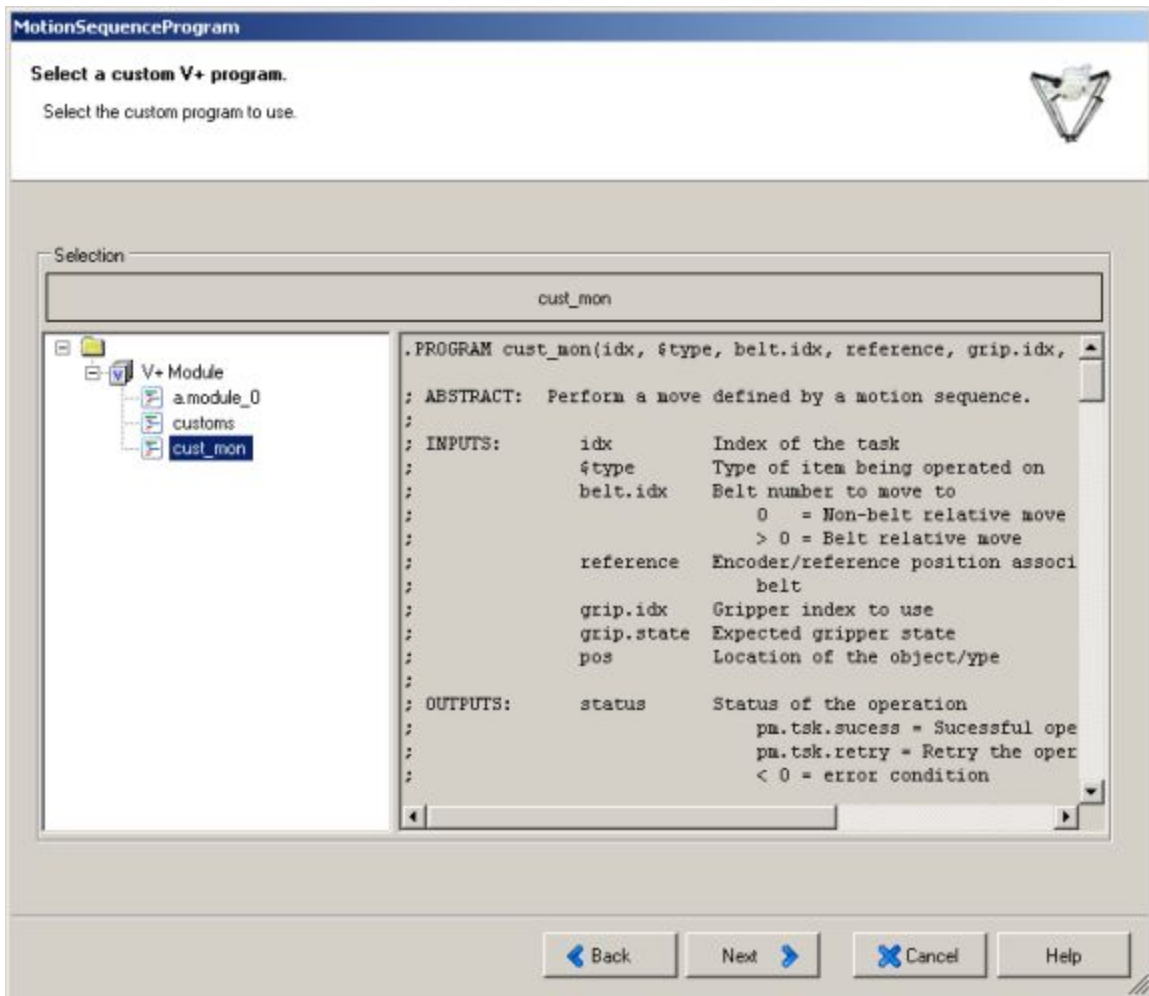 MotionSequenceProgram
Select a custom V+ program.
Select the custom program to use.
Selection
cust_mon
V+ Module
a.module_0
customs
cust_mon
.PROGRAM cust_mon(idx, $type, belt.idx, reference, grip.idx,
; ABSTRACT: Perform a move defined by a motion sequence.
;
; INPUTS: idx Index of the task
; $type Type of item being operated on
; belt.idx Belt number to move to
; 0 = Non-belt relative move
; > 0 = Belt relative move
; reference Encoder/reference position associ
; belt
; grip.idx Gripper index to use
; grip.state Expected gripper state
; pos Location of the object/ype
;
; OUTPUTS: status Status of the operation
; pm.tsk.sucess = Sucessful ope
; pm.tsk.retry = Retry the oper
; < 0 = error condition
Back
Next
Cancel
Help